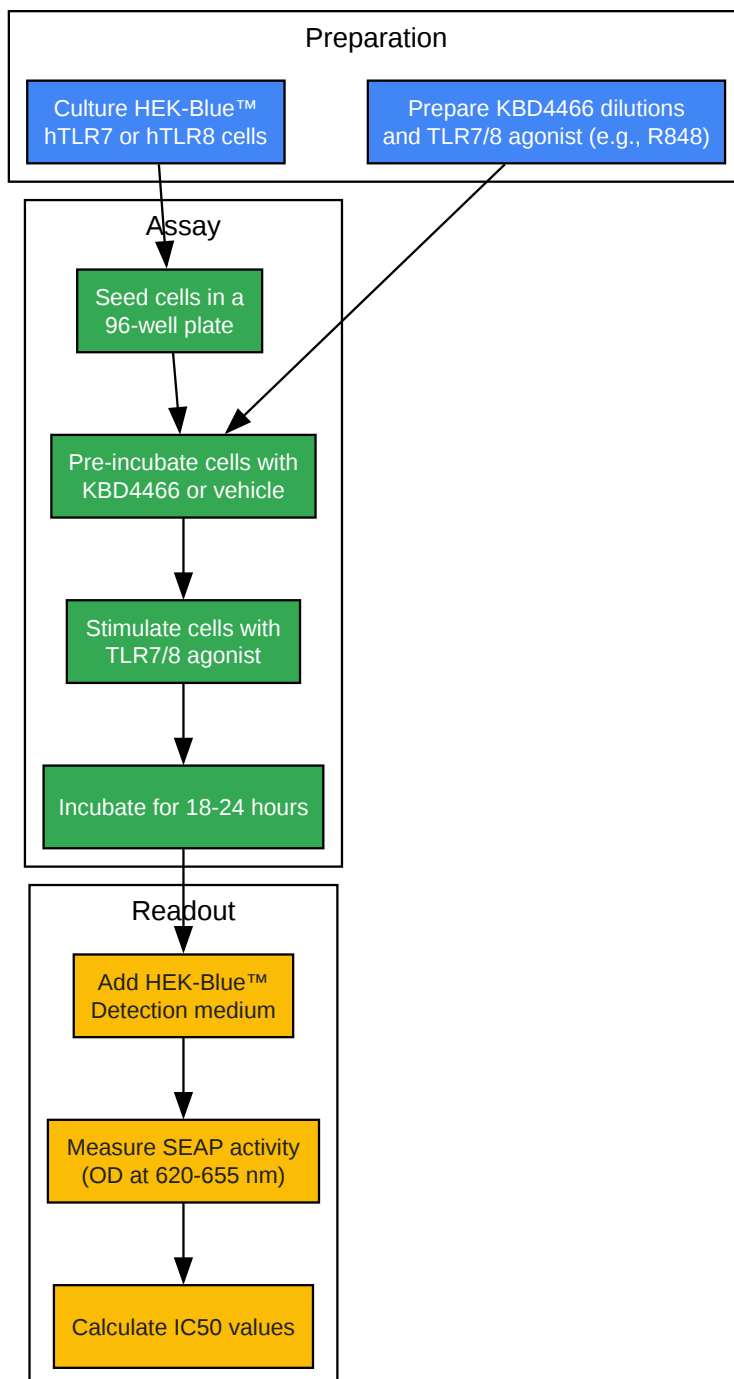 Preparation
Culture HEK-Blue™
hTLR7 or hTLR8 cells
Prepare KBD4466 dilutions
and TLR7/8 agonist (e.g., R848)
Assay
Seed cells in a
96-well plate
Pre-incubate cells with
KBD4466 or vehicle
Stimulate cells with
TLR7/8 agonist
Incubate for 18-24 hours
Readout
Add HEK-Blue™
Detection medium
Measure SEAP activity
(OD at 620-655 nm)
Calculate IC50 values